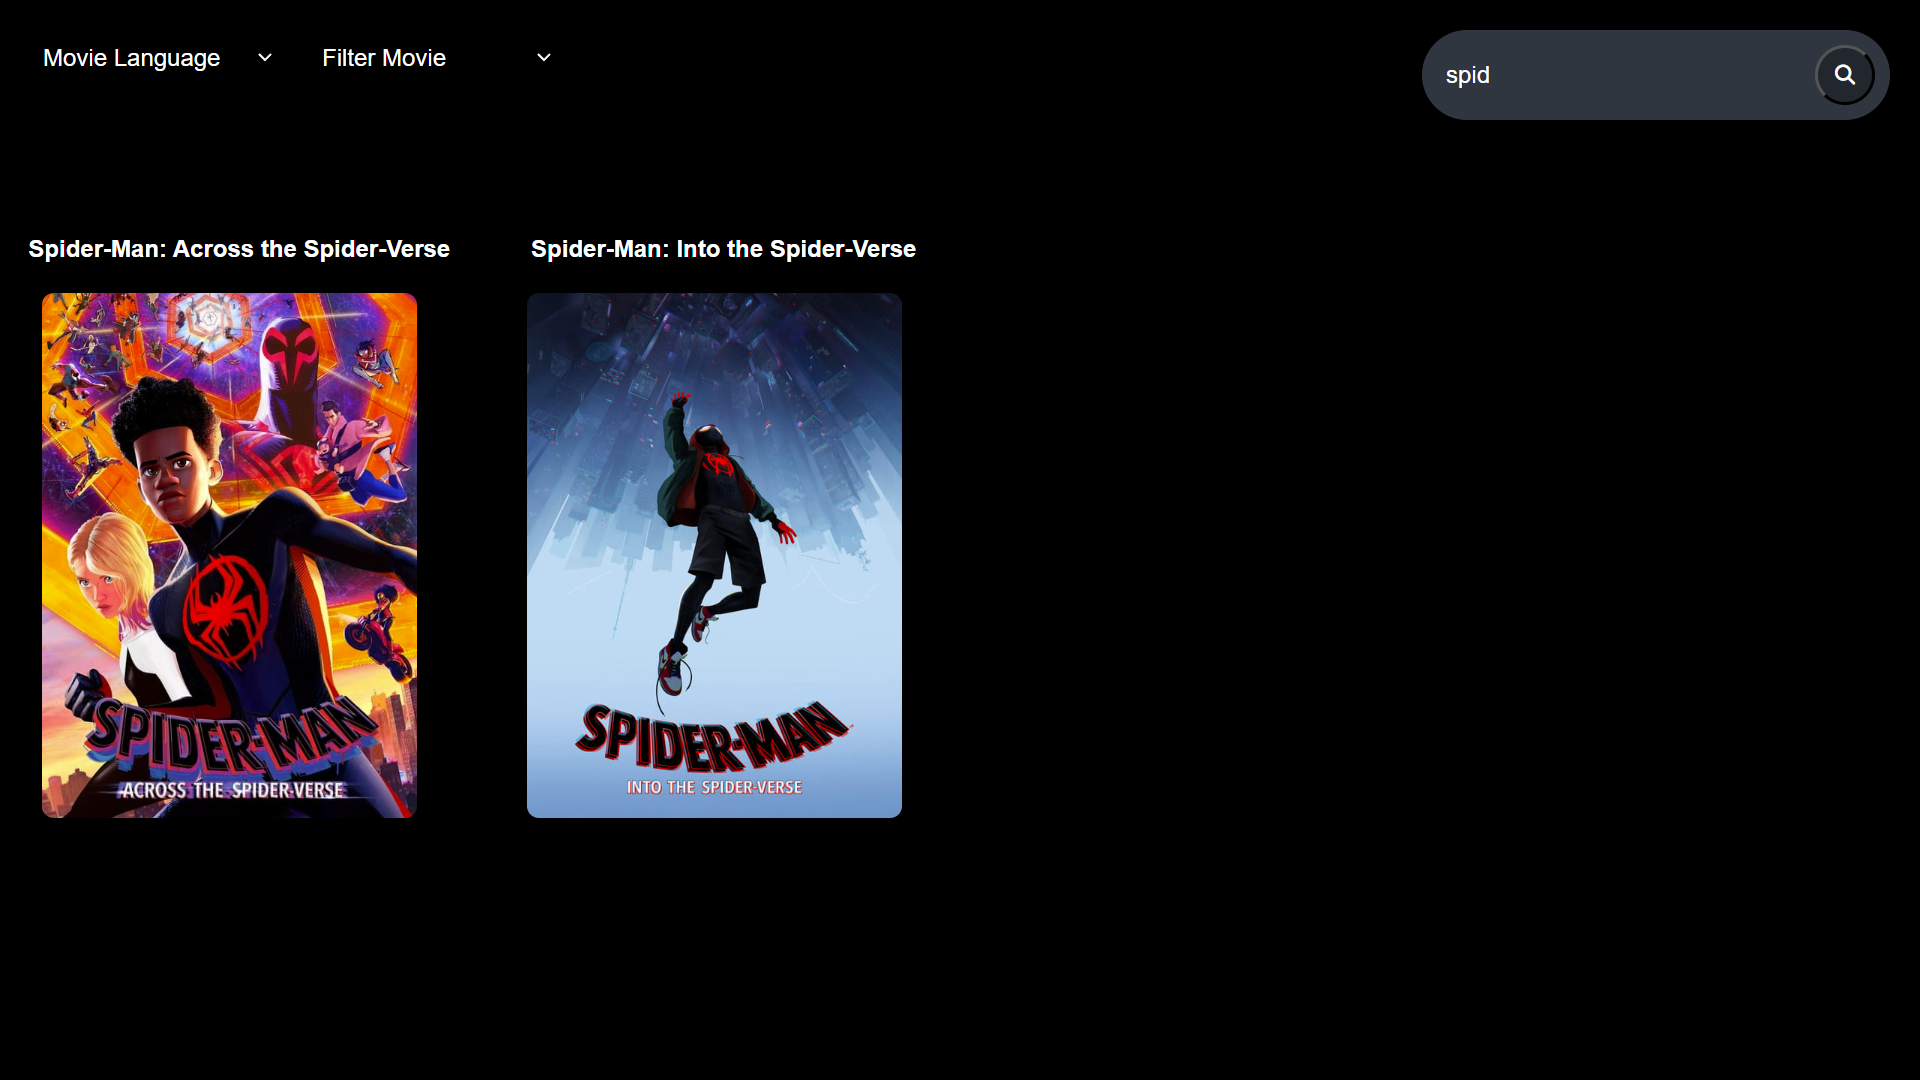 Movie Language
Filter Movie
spid
Spider-Man: Across the Spider-Verse
Spider-Man: Into the Spider-Verse
SPIDER-MAN
ACROSS THE SPIDER-VERSE
SPIDER-MAN
INTO THE SPIDER-VERSE